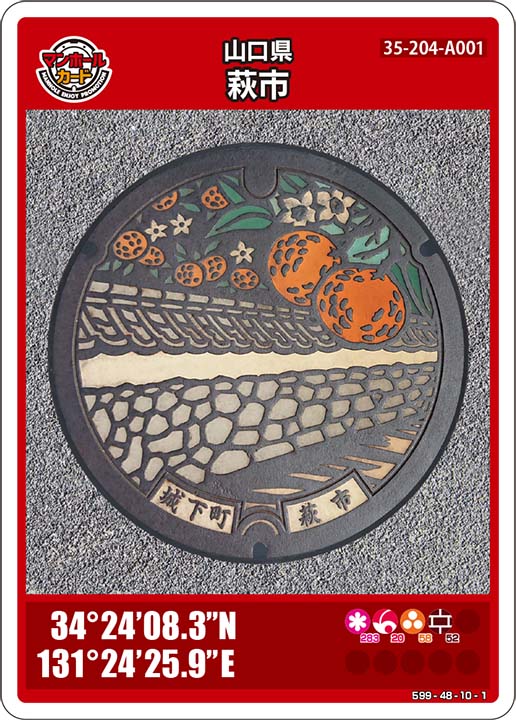 マンホール
カード
MANHOLE ENJOY PROMOTION
山口県
萩市
35-204-A001
城下町
萩市
34°24'08.3"N
131°24'25.9"E
283 20 58 52
599-48-10-1